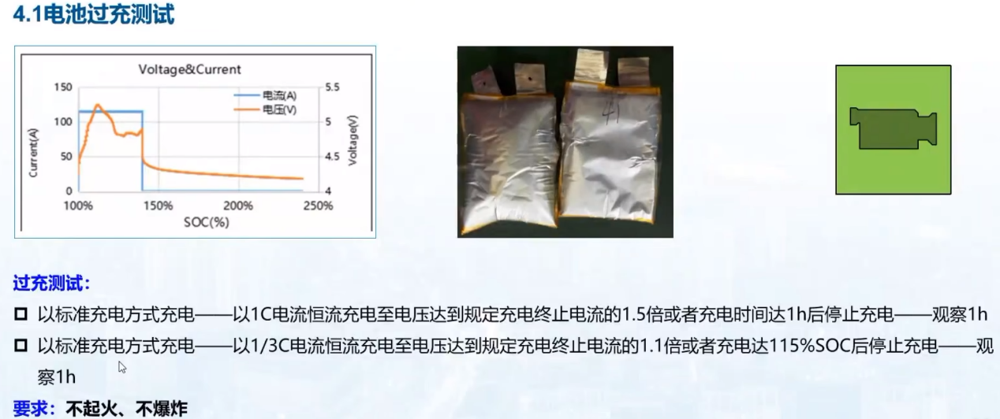 4.1电池过充测试
Voltage&Current
150
100
50
0
5.5
5
4.5
4
电流(A)
电压(V)
Current(A)
Voltage(V)
100%
150%
200%
250%
SOC(%)
41
过充测试：
以标准充电方式充电——以1C电流恒流充电至电压达到规定充电终止电流的1.5倍或者充电时间达1h后停止充电——观察1h
以标准充电方式充电——以1/3C电流恒流充电至电压达到规定充电终止电流的1.1倍或者充电达115%SOC后停止充电——观
察1h
要求：不起火、不爆炸